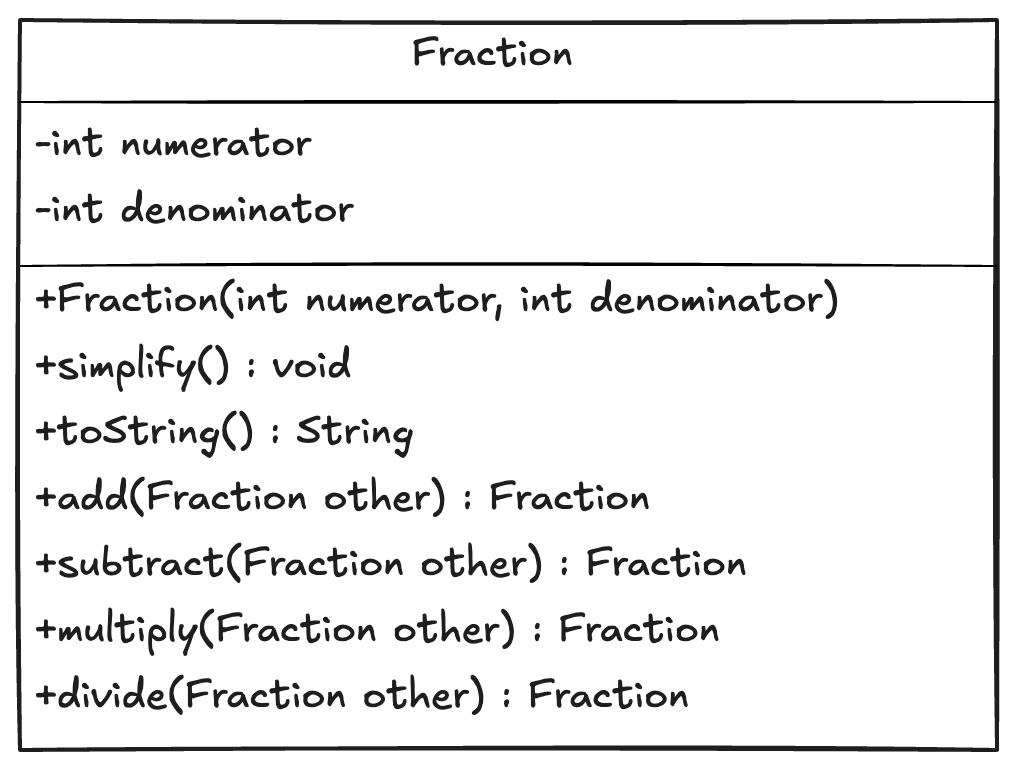 Fraction
-int numerator
-int denominator
+Fraction(int numerator, int denominator)
+simplify() : void
+toString() : String
+add(Fraction other) : Fraction
+subtract(Fraction other) : Fraction
+multiply(Fraction other) : Fraction
+divide(Fraction other) : Fraction